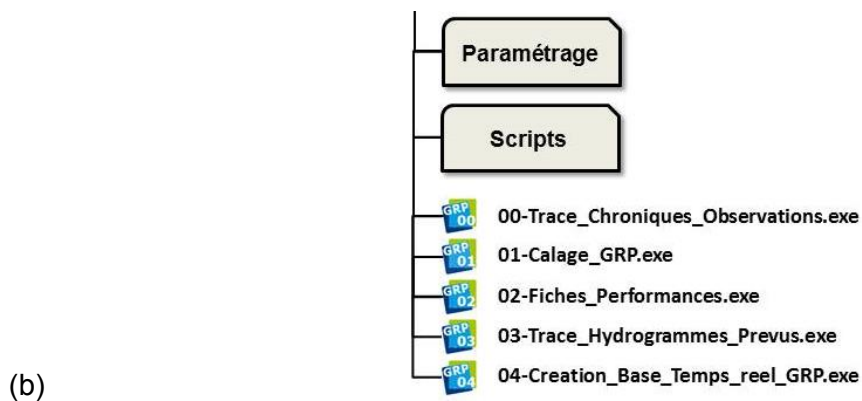 Paramétrage
Scripts
GRP 00 00-Trace_Chroniques_Observations.exe
GRP 01 01-Calage_GRP.exe
GRP 02 02-Fiches_Performances.exe
GRP 03 03-Trace_Hydrogrammes_Prevus.exe
(b) GRP 04 04-Creation_Base_Temps_reel_GRP.exe